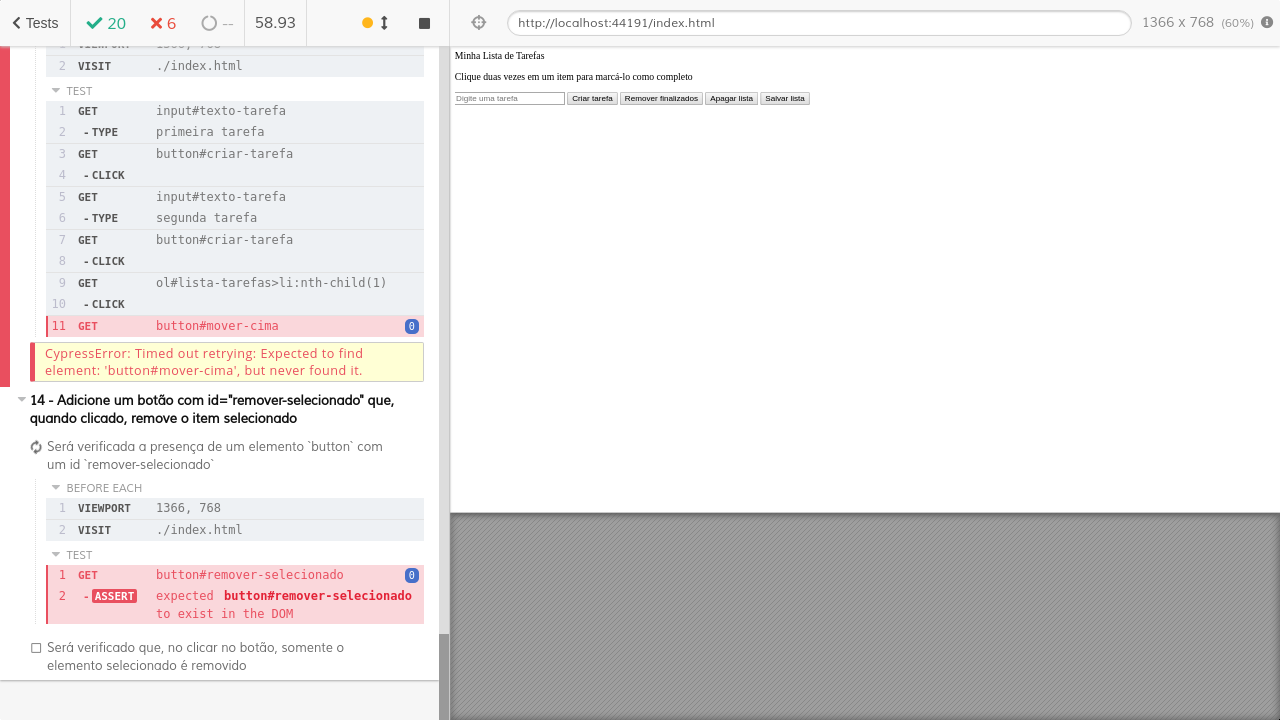 Tests 20 6 -- 58.93
http://localhost:44191/index.html 1366 x 768 (60%)
1 VIEWPORT 1366, 768
2 VISIT ./index.html
TEST
1 GET input#texto-tarefa
2 -TYPE primeira tarefa
3 GET button#criar-tarefa
4 -CLICK
5 GET input#texto-tarefa
6 -TYPE segunda tarefa
7 GET button#criar-tarefa
8 -CLICK
9 GET ol#lista-tarefas>li:nth-child(1)
10 -CLICK
11 GET button#mover-cima 0
CypressError: Timed out retrying: Expected to find
element: 'button#mover-cima', but never found it.
14 - Adicione um botão com id="remover-selecionado" que,
quando clicado, remove o item selecionado
Será verificada a presença de um elemento `button` com
um id `remover-selecionado`
BEFORE EACH
1 VIEWPORT 1366, 768
2 VISIT ./index.html
TEST
1 GET button#remover-selecionado 0
2 -ASSERT expected button#remover-selecionado
to exist in the DOM
Será verificado que, no clicar no botão, somente o
elemento selecionado é removido
Minha Lista de Tarefas
Clique duas vezes em um item para marcá-lo como completo
Digite uma tarefa Criar tarefa Remover finalizados Apagar lista Salvar lista